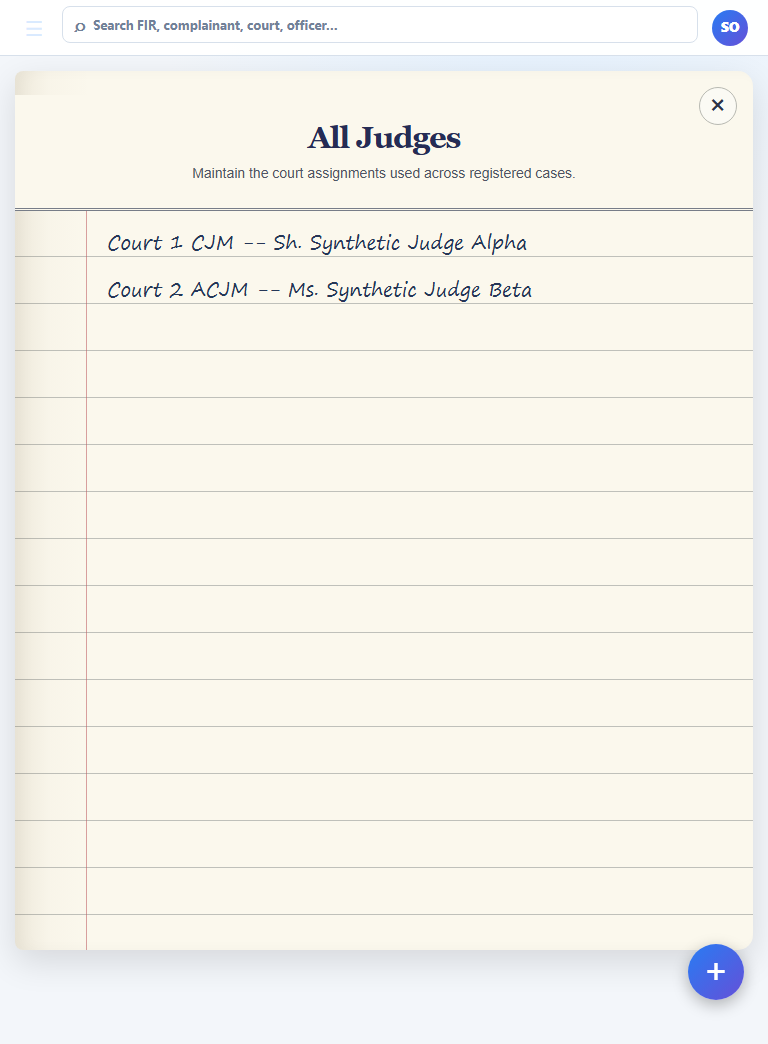 Search FIR, complainant, court, officer...
SO
All Judges
Maintain the court assignments used across registered cases.
Court 1 CJM -- Sh. Synthetic Judge Alpha
Court 2 ACJM -- Ms. Synthetic Judge Beta